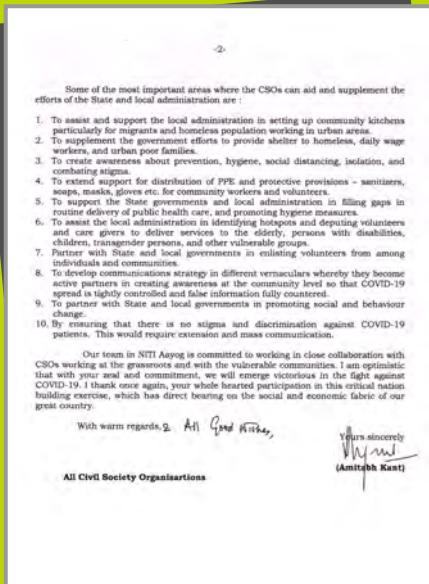 -2-
Some of the most important areas where the CSOs can aid and supplement the
efforts of the State and local administration are :
1. To assist and support the local administration in setting up community kitchens
particularly for migrants and homeless population working in urban areas.
2. To supplement the government efforts to provide shelter to homeless, daily wage
workers, and urban poor families.
3. To create awareness about prevention, hygiene, social distancing, isolation, and
combating stigma.
4. To extend support for distribution of PPE and protective provisions – sanitizers,
soaps, masks, gloves etc. for community workers and volunteers.
5. To support the State governments and local administration in filling gaps in
routine delivery of public health care, and promoting hygiene measures.
6. To assist the local administration in identifying hotspots and deputing volunteers
and care givers to deliver services to the elderly, persons with disabilities,
children, transgender persons, and other vulnerable groups.
7. Partner with State and local governments in enlisting volunteers from among
individuals and communities.
8. To develop communications strategy in different vernaculars whereby they become
active partners in creating awareness at the community level so that COVID-19
spread is tightly controlled and false information fully countered.
9. To partner with State and local governments in promoting social and behaviour
change.
10. By ensuring that there is no stigma and discrimination against COVID-19
patients. This would require extension and mass communication.
Our team in NITI Aayog is committed to working in close collaboration with
CSOs working at the grassroots and with the vulnerable communities. I am optimistic
that with your zeal and commitment, we will emerge victorious in the fight against
COVID-19. I thank once again, your whole hearted participation in this critical nation
building exercise, which has direct bearing on the social and economic fabric of our
great country.
With warm regards, & All Good Wishes,
Yours sincerely
(Amitabh Kant)
All Civil Society Organisartions